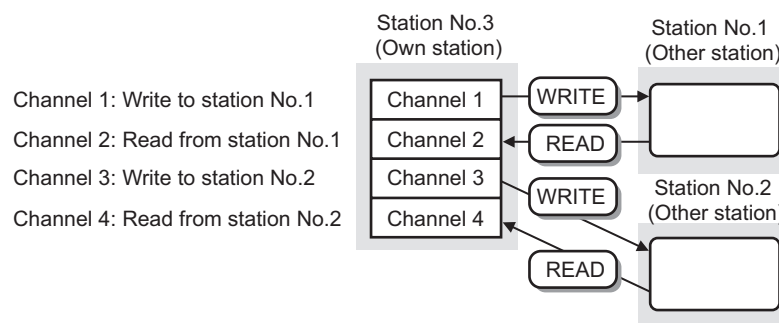 Station No.3
(Own station)
Station No.1
(Other station)
Channel 1: Write to station No.1
Channel 2: Read from station No.1
Channel 3: Write to station No.2
Channel 4: Read from station No.2
Channel 1
Channel 2
Channel 3
Channel 4
WRITE
READ
WRITE
READ
Station No.2
(Other station)